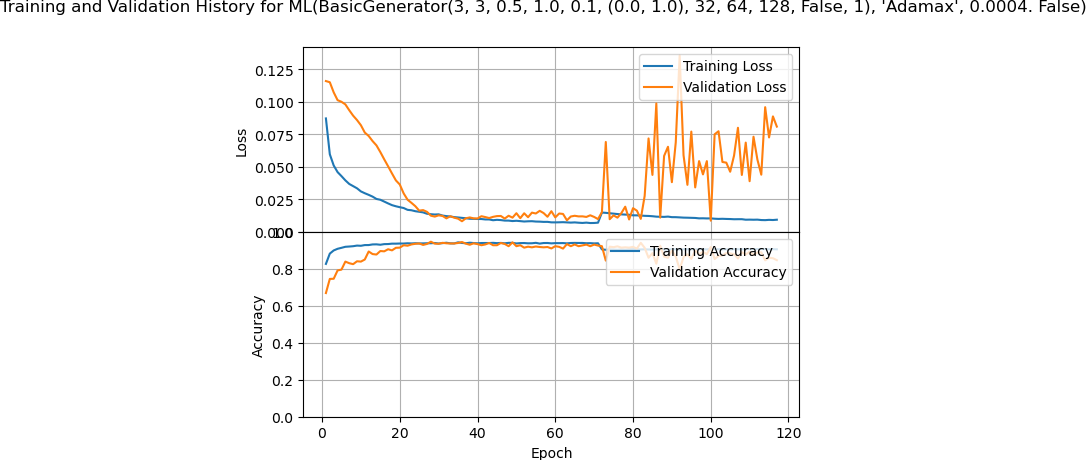 Training and Validation History for ML(BasicGenerator(3, 3, 0.5, 1.0, 0.1, (0.0, 1.0), 32, 64, 128, False, 1), 'Adamax', 0.0004. False)
Training Loss
Validation Loss
0.125
0.100
0.075
0.050
0.025
0.000
Loss
Training Accuracy
Validation Accuracy
1.0
0.8
0.6
0.4
0.2
0.0
Accuracy
0 20 40 60 80 100 120
Epoch